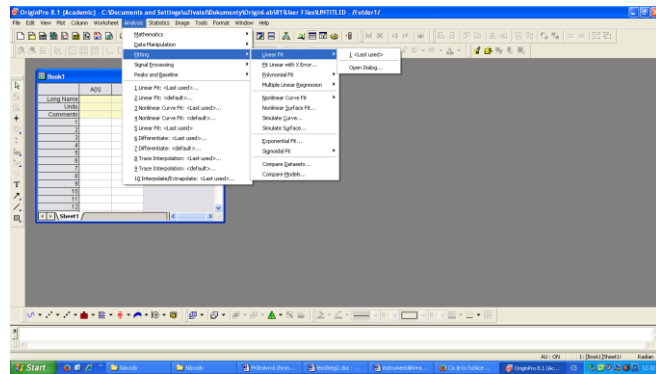 OriginPro 8.1 (Academic) - C:\Documents and Settings\uživatel\Dokumenty\OriginLab\81\User Files\UNTITLED - /Folder1/
File Edit View Plot Column Worksheet Analysis Statistics Image Tools Format Window Help
Mathematics
Data Manipulation
Fitting
Signal Processing
Peaks and Baseline
1 Linear Fit: <Last used>...
2 Linear Fit: <default>...
3 Nonlinear Curve Fit: <Last used>...
4 Nonlinear Curve Fit: <default>...
5 Linear Fit: <Last used>
6 Differentiate: <Last used>...
7 Differentiate: <default>...
8 Trace Interpolation: <Last used>...
9 Trace Interpolation: <default>...
10 Interpolate/Extrapolate: <Last used>...
Linear Fit
Fit Linear with X Error...
Polynomial Fit
Multiple Linear Regression
Nonlinear Curve Fit
Nonlinear Surface Fit...
Simulate Curve...
Simulate Surface...
Exponential Fit...
Sigmoidal Fit
Compare Datasets...
Compare Models...
1 <Last used>
Open Dialog...
Book1
A(X)
Long Name
Units
Comments
1
2
3
4
5
6
7
8
9
10
11
12
Sheet1
AU : ON 1: [Book1]Sheet1! Radian
Start
Návody
Návody
OriginPro 8.1 (Ac...
CS